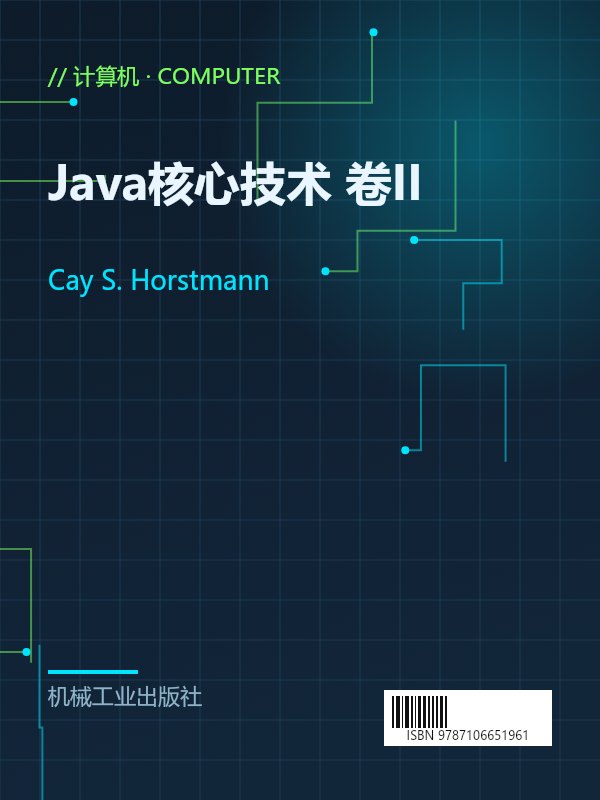 // 计算机 · COMPUTER
Java核心技术 卷II
Cay S. Horstmann
机械工业出版社
ISBN 9787106651961